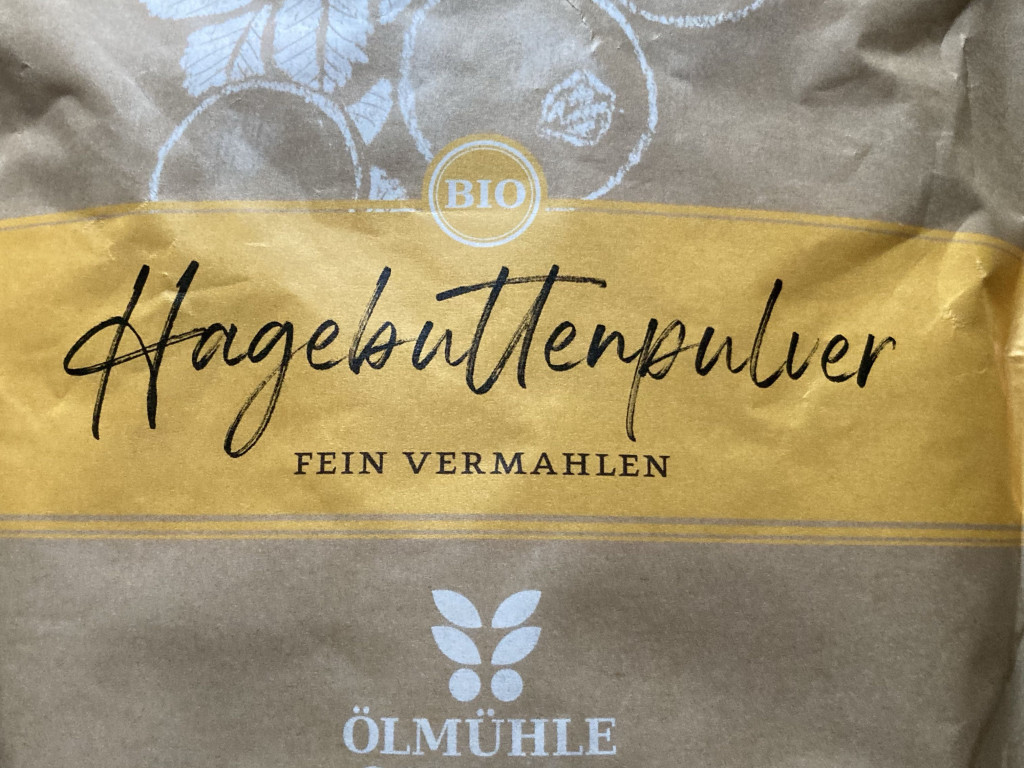 BIO
Hagebuttenpulver
FEIN VERMAHLEN
ÖLMÜHLE